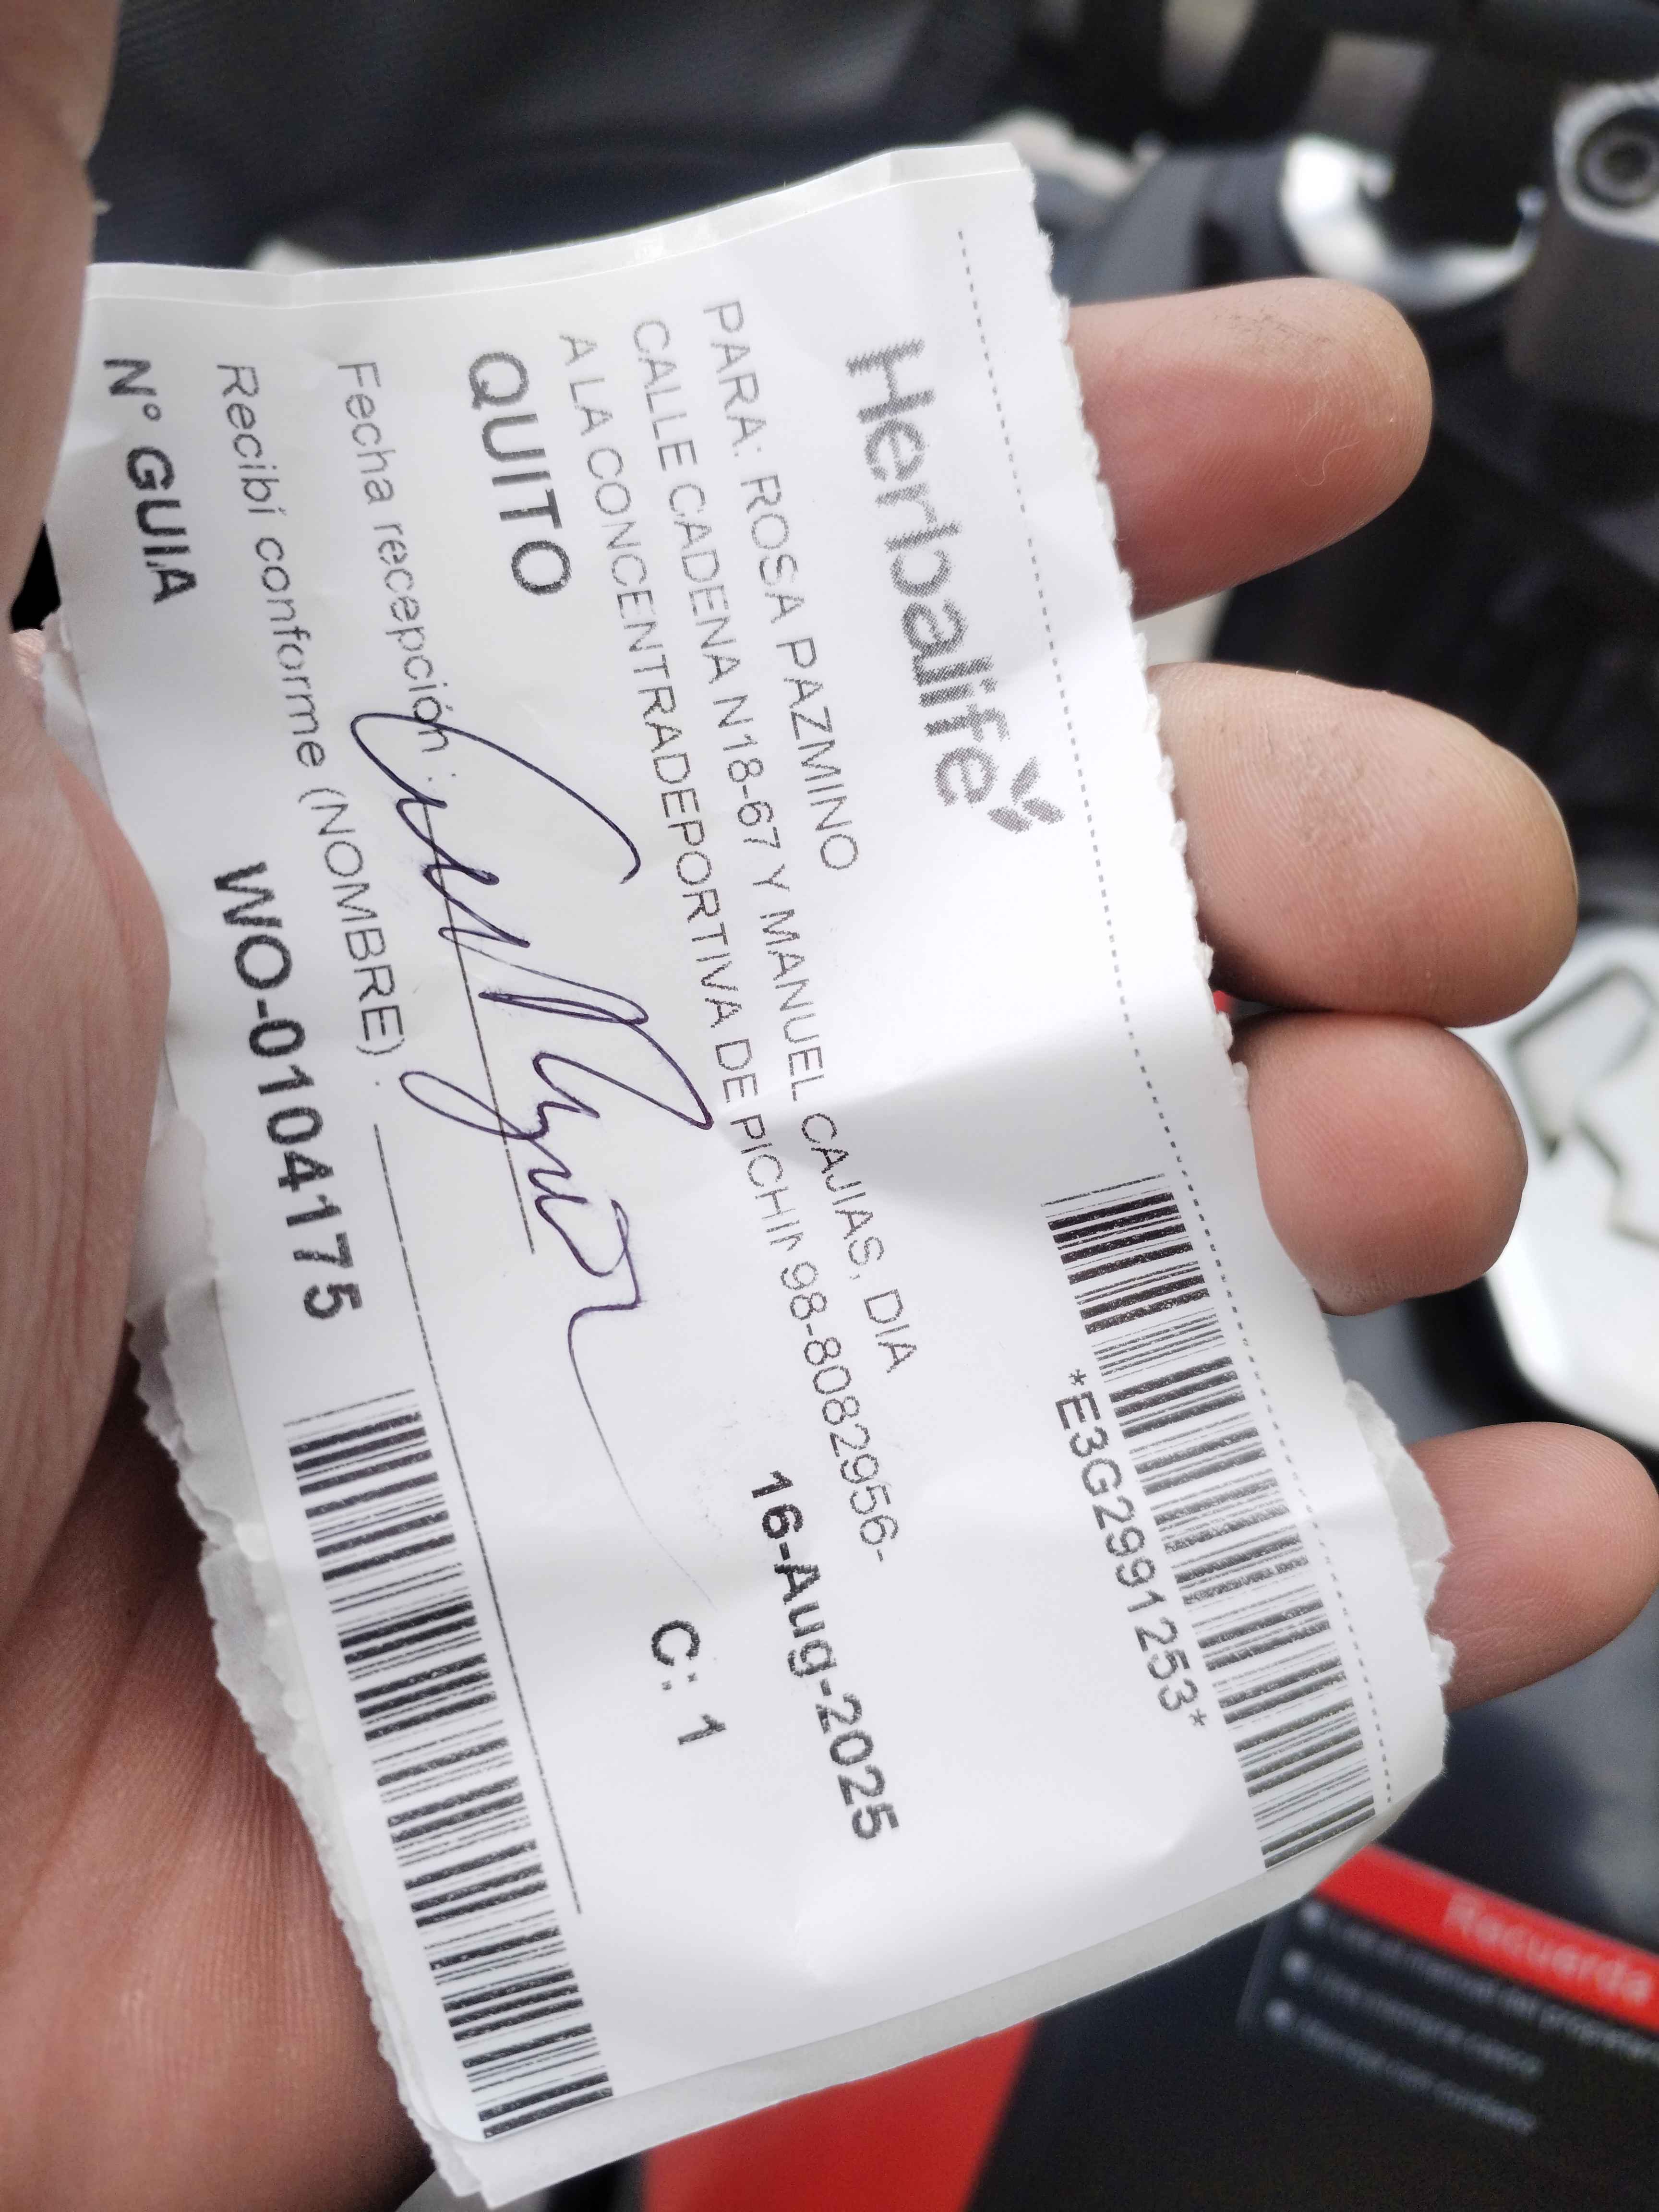 Herbalife
*E3G2991253*
PARA: ROSA PAZMINO
CALLE CADENA N18-67 Y MANUEL CAJIAS, DIA
A LA CONCENTRADEPORTIVA DE PICHIN 98-8082956-
QUITO
16-Aug-2025
C: 1
Fecha recepción :
Recibí conforme (NOMBRE) :
N° GUIA
WO-0104175
Recuerda